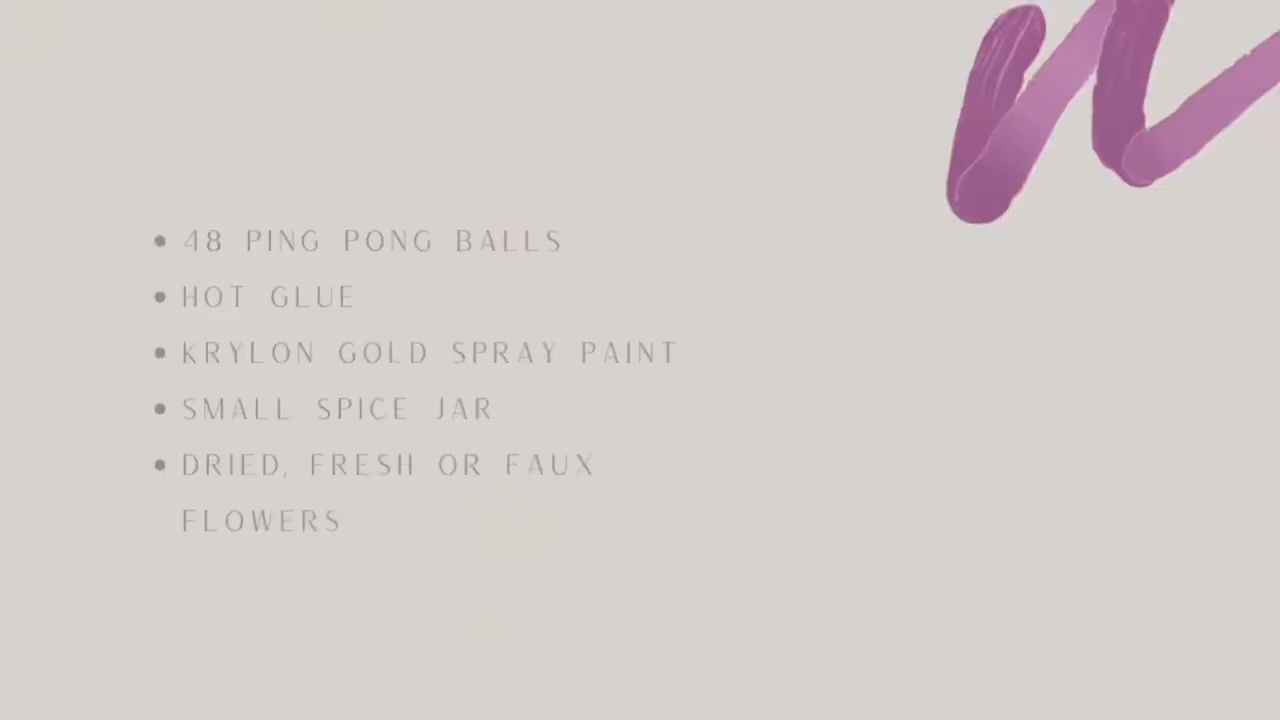 • 48 PING PONG BALLS
• HOT GLUE
• KRYLON GOLD SPRAY PAINT
• SMALL SPICE JAR
• DRIED, FRESH OR FAUX
FLOWERS